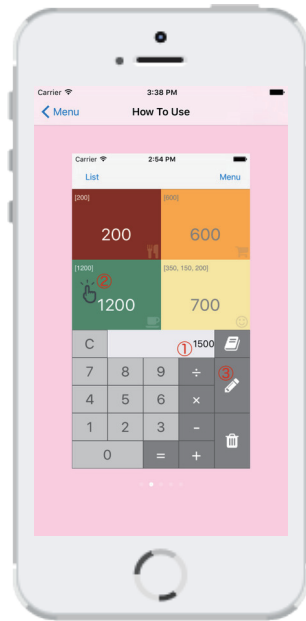 Carrier 3:38 PM
Menu How To Use
Carrier 2:54 PM
List Menu
[200] [600]
200 600
[1200] [350, 150, 200]
②
1200 700
C ① 1500
7 8 9 ÷ ③
4 5 6 ×
1 2 3 -
0 = +